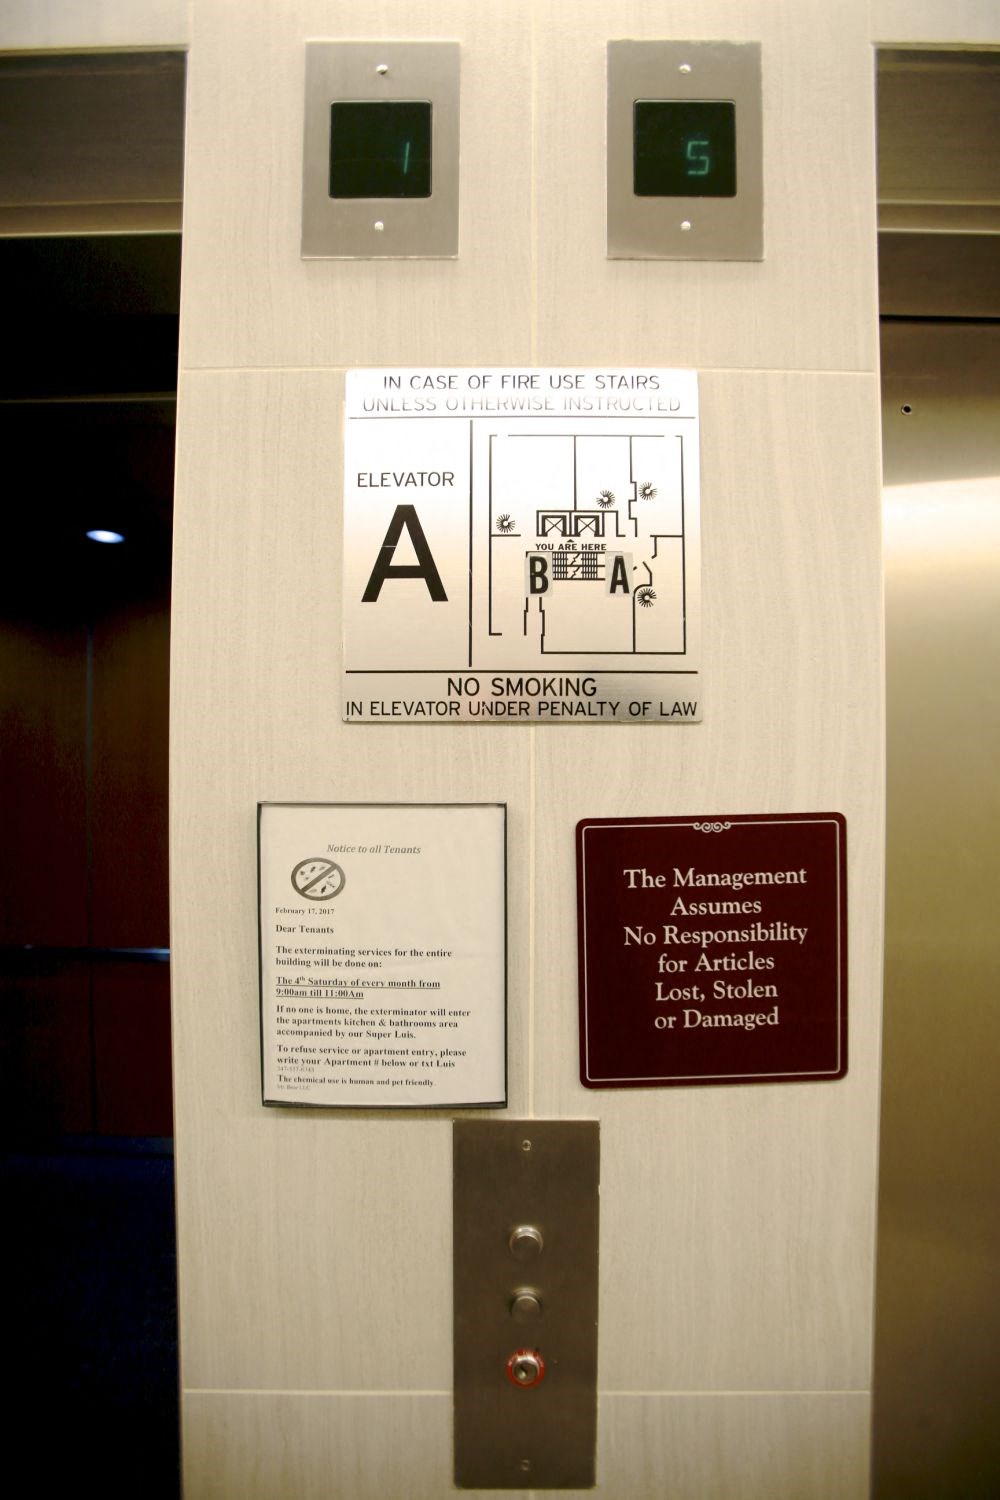 1
5
IN CASE OF FIRE USE STAIRS
UNLESS OTHERWISE INSTRUCTED
ELEVATOR
A
YOU ARE HERE
B A
NO SMOKING
IN ELEVATOR UNDER PENALTY OF LAW
Notice to all Tenants
February 17, 2017
Dear Tenants
The exterminating services for the entire
building will be done on:
The 4th Saturday of every month from
9:00am till 11:00Am
If no one is home, the exterminator will enter
the apartments kitchen & bathrooms area
accompanied by our Super Luis.
To refuse service or apartment entry, please
write your Apartment # below or txt Luis
The chemical use is human and pet friendly.
The Management
Assumes
No Responsibility
for Articles
Lost, Stolen
or Damaged